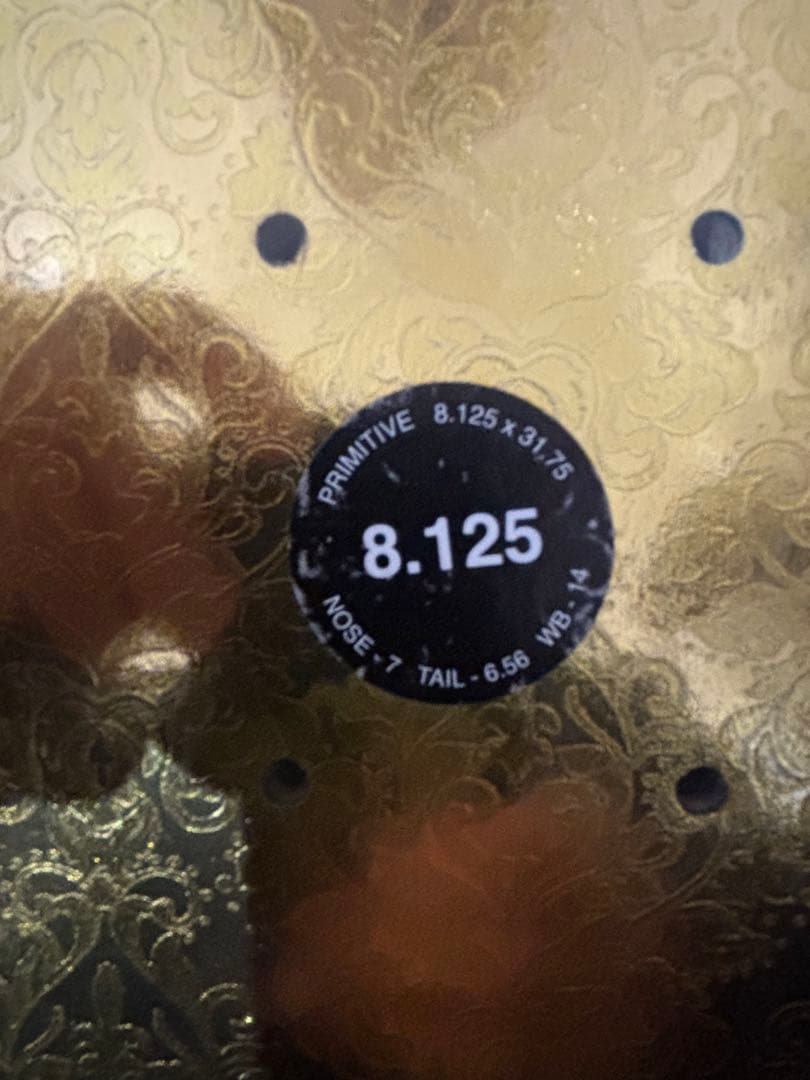 PRIMITIVE 8.125 x 31.75
8.125
NOSE - 7 TAIL - 6.56 WB - 14